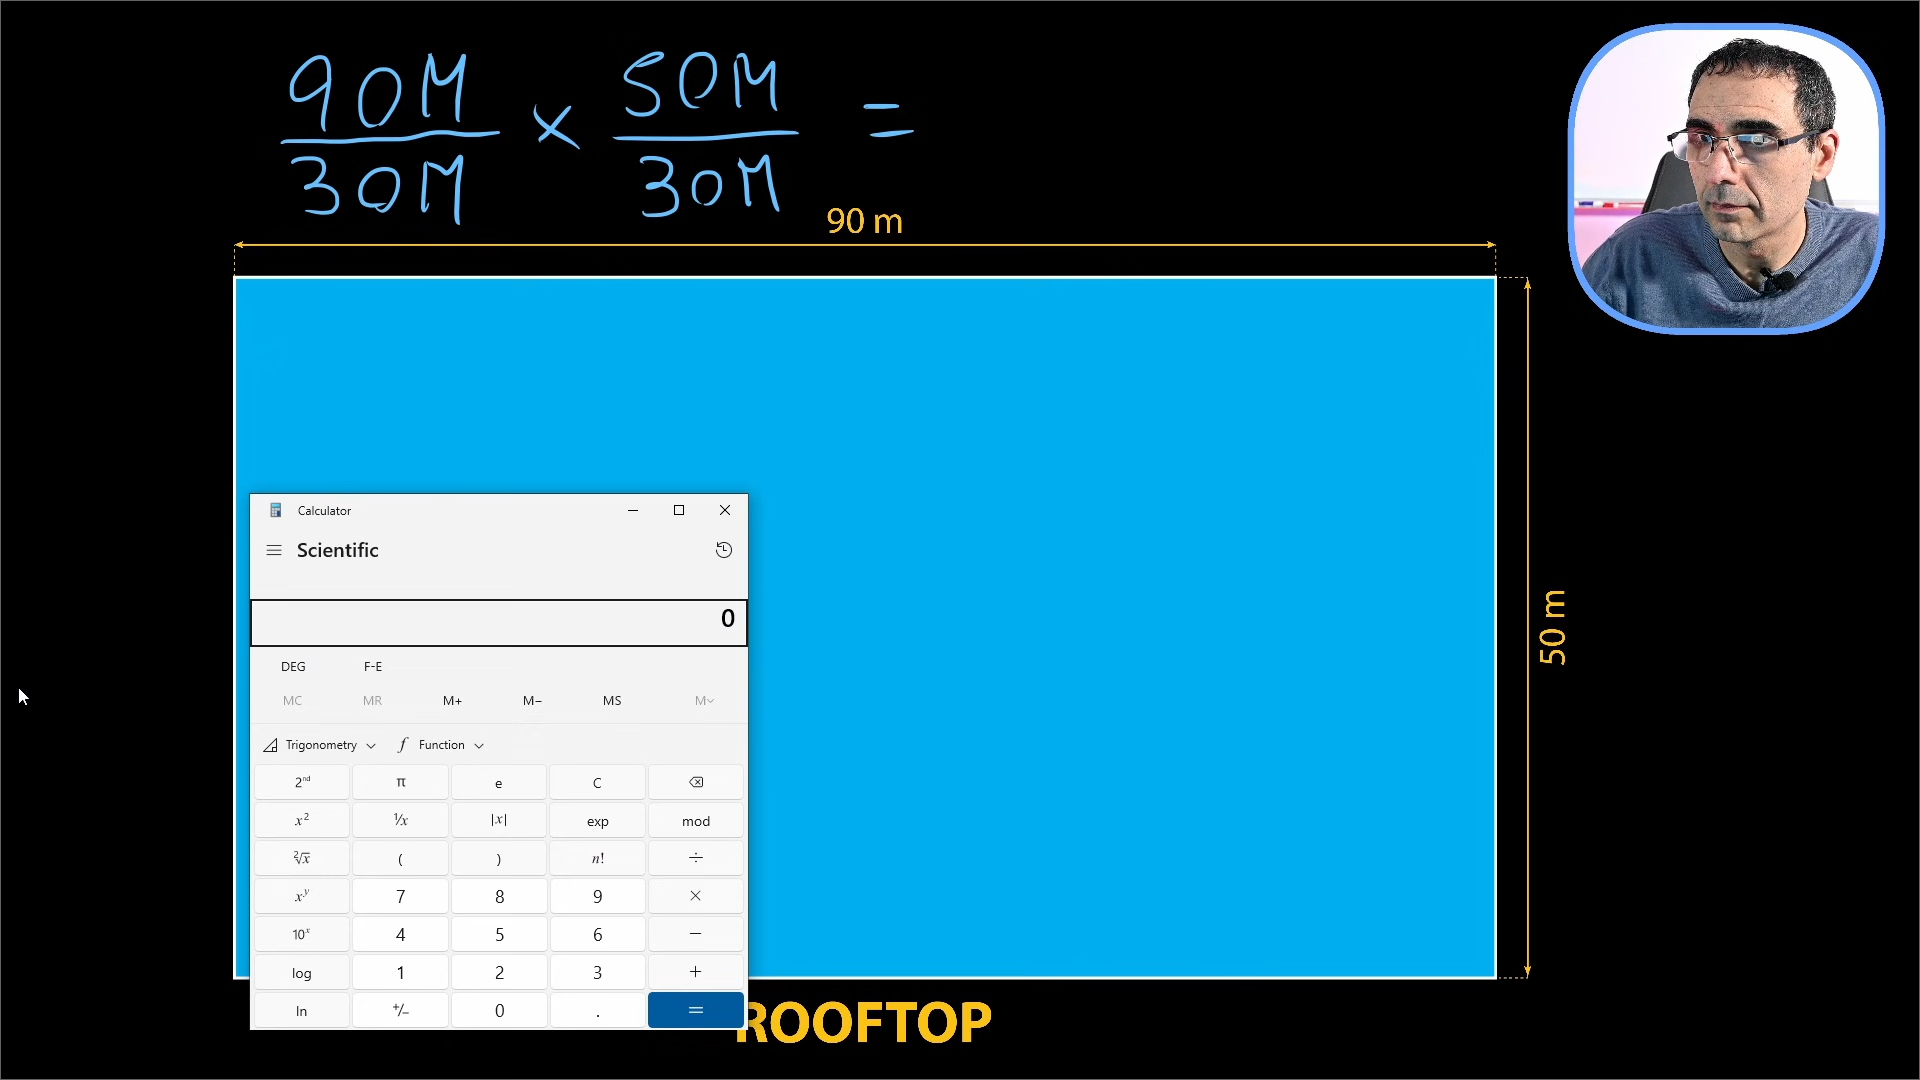 90M
30M
×
50M
30M
=
90 m
50 m
Calculator
Scientific
0
DEG F-E
MC MR M+ M− MS M
Trigonometry f Function
2nd π e C
x² ¹/x |x| exp mod
²√x ( ) n! ÷
xʸ 7 8 9 ×
10ˣ 4 5 6 −
log 1 2 3 +
ln +/− 0 . =
ROOFTOP